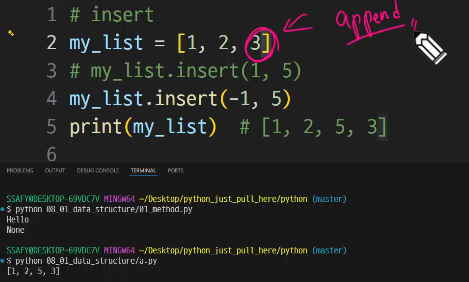 1 # insert
2 my_list = [1, 2, 3]
append
3 # my_list.insert(1, 5)
4 my_list.insert(-1, 5)
5 print(my_list)  # [1, 2, 5, 3]
6
PROBLEMS OUTPUT DEBUG CONSOLE TERMINAL PORTS
SSAFY@DESKTOP-69VDC7V MINGW64 ~/Desktop/python_just_pull_here/python (master)
$ python 08_01_data_structure/01_method.py
Hello
None
SSAFY@DESKTOP-69VDC7V MINGW64 ~/Desktop/python_just_pull_here/python (master)
$ python 08_01_data_structure/a.py
[1, 2, 5, 3]